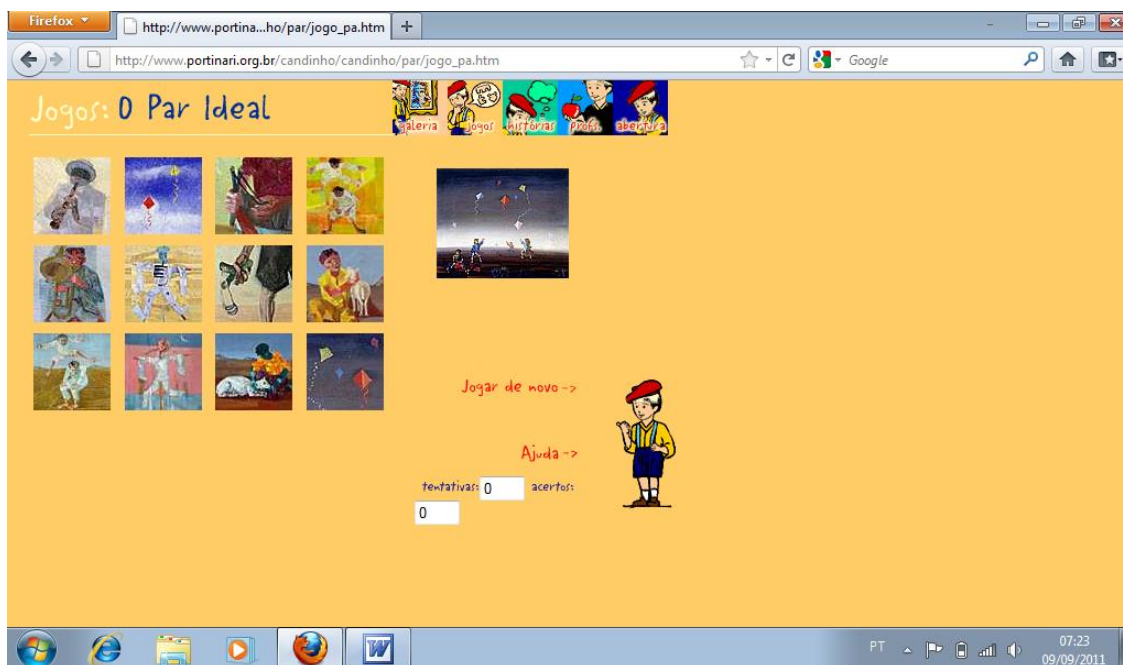 Firefox
http://www.portina...ho/par/jogo_pa.htm
http://www.portinari.org.br/candinho/candinho/par/jogo_pa.htm
Google
Jogos: O Par Ideal
galeria jogos histórias profs. abertura
Jogar de novo ->
Ajuda ->
tentativas: 0 acertos:
0
W
PT
07:23
09/09/2011